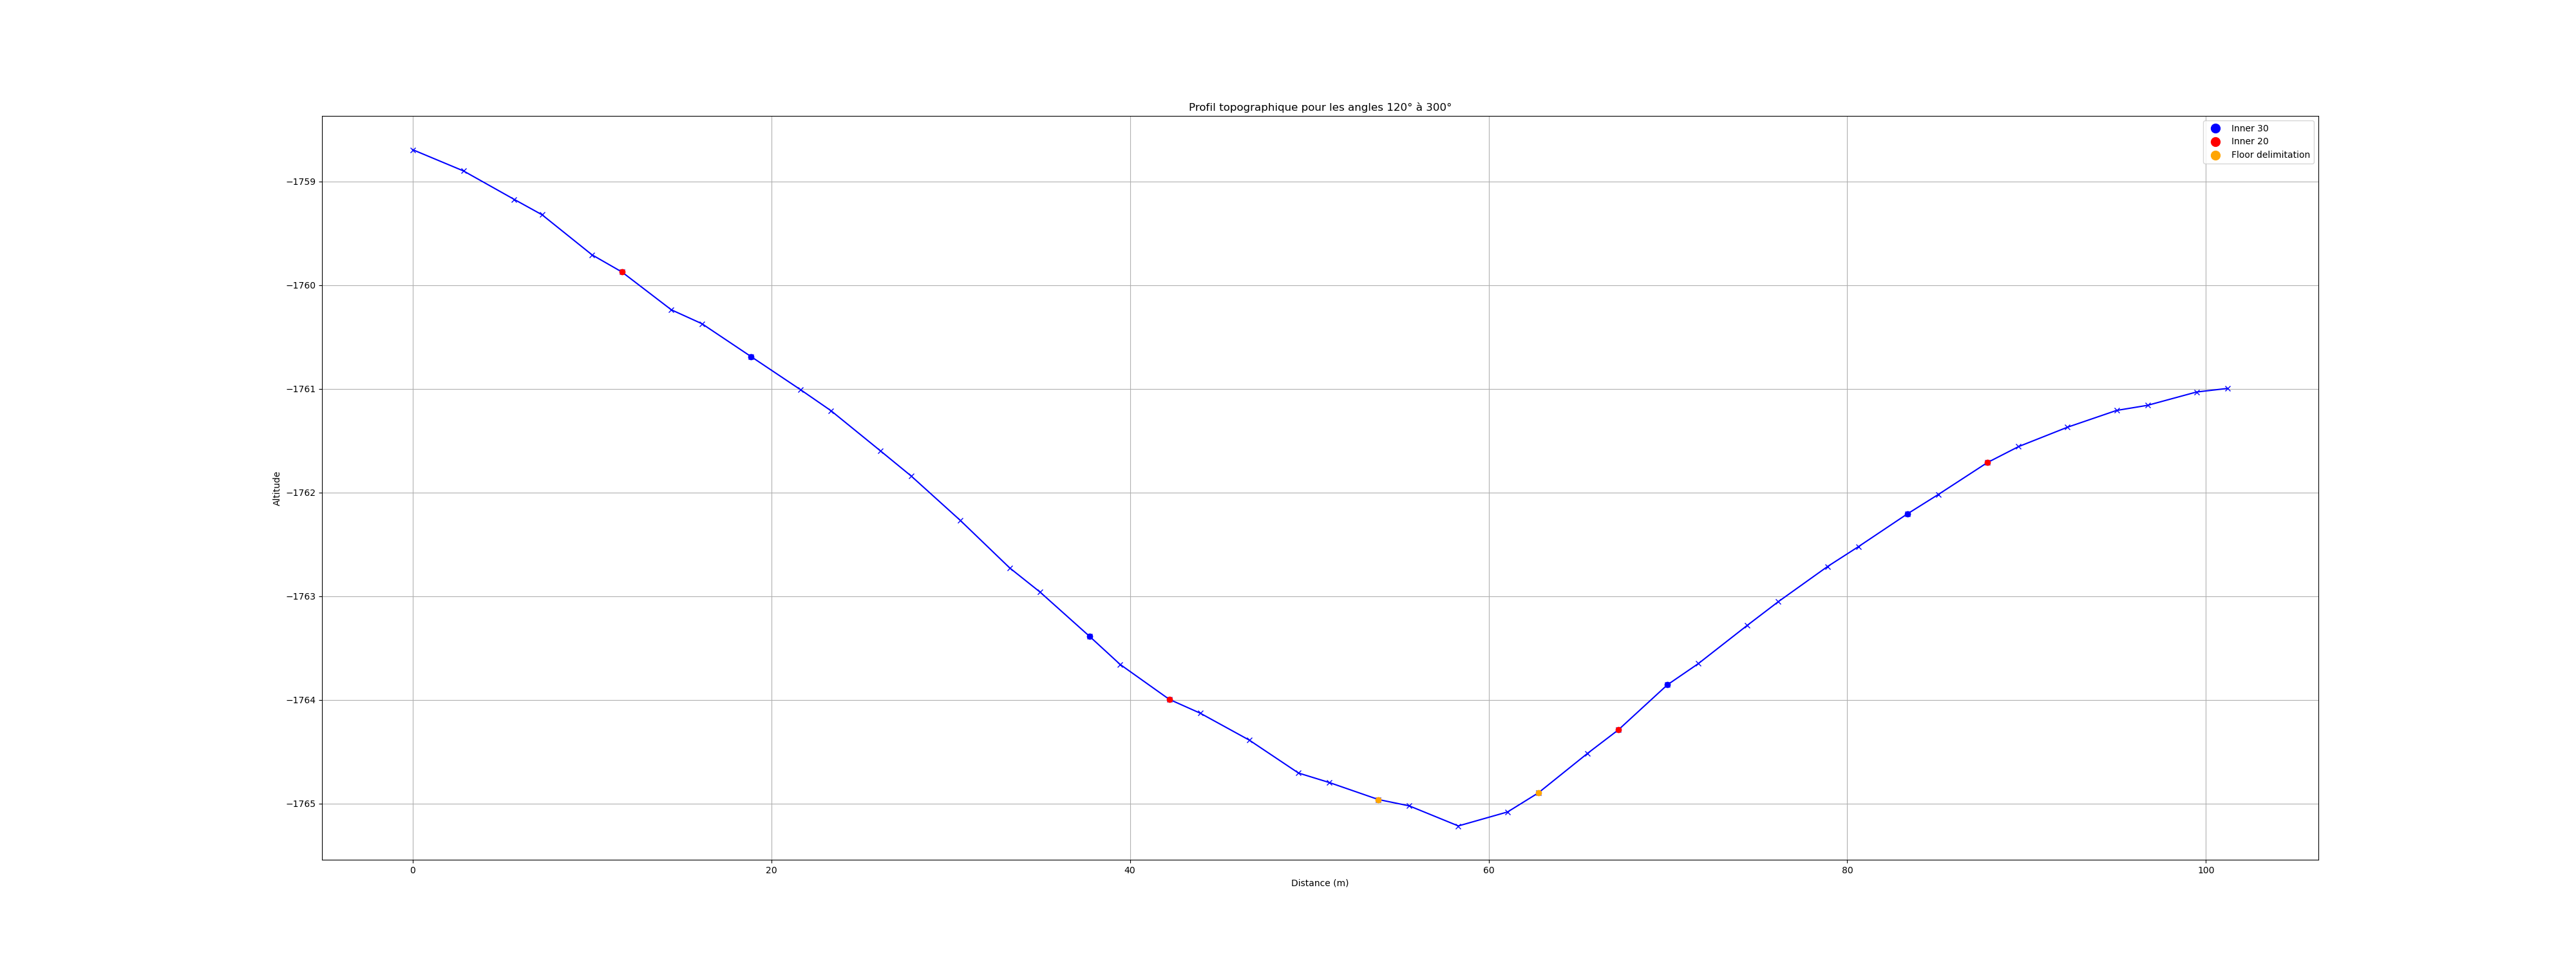 Profil topographique pour les angles 120° à 300°
Inner 30
Inner 20
Floor delimitation
−1759
−1760
−1761
−1762
−1763
−1764
−1765
Altitude
0 20 40 60 80 100
Distance (m)